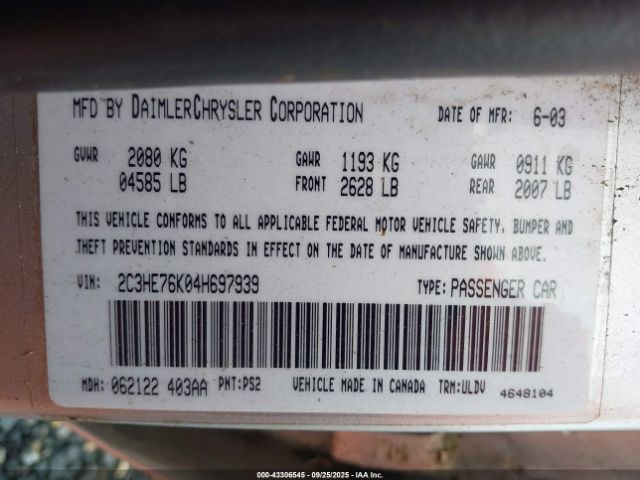 MFD BY DAIMLERCHRYSLER CORPORATION DATE OF MFR: 6-03
GVWR 2080 KG GAWR 1193 KG GAWR 0911 KG
04585 LB FRONT 2628 LB REAR 2007 LB
THIS VEHICLE CONFORMS TO ALL APPLICABLE FEDERAL MOTOR VEHICLE SAFETY, BUMPER AND
THEFT PREVENTION STANDARDS IN EFFECT ON THE DATE OF MANUFACTURE SHOWN ABOVE.
VIN: 2C3HE76K04H697939 TYPE: PASSENGER CAR
MDH: 062122 403AA PNT:PS2 VEHICLE MADE IN CANADA TRM:ULDV 4648104
000-43306545 - 09/25/2025 - IAAI.COM